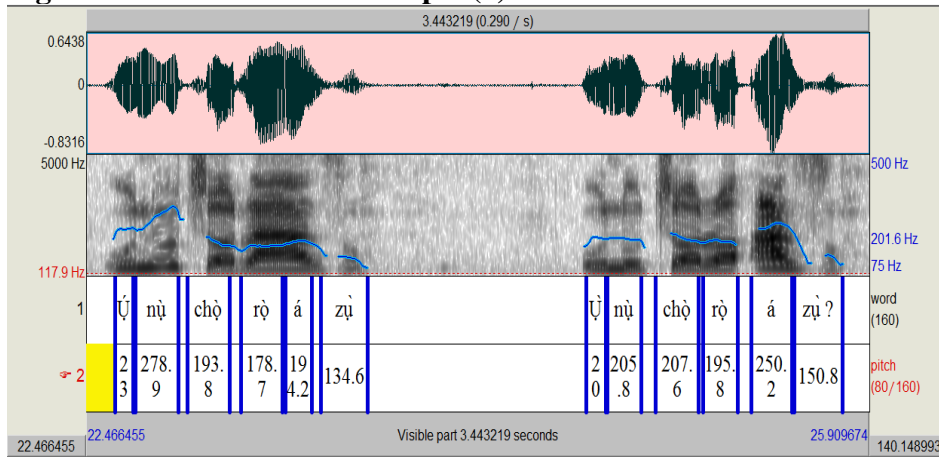 3.443219 (0.290 / s)
0.6438
0
-0.8316
5000 Hz
500 Hz
201.6 Hz
117.9 Hz
75 Hz
1 Ụ́ nụ̀ chọ̀ rọ̀ á zụ̀ Ụ̀ nụ̀ chọ̀ rọ̀ á zụ̀ ? word
(160)
☞ 2 23 278.9 193.8 178.7 194.2 134.6 20 205.8 207.6 195.8 250.2 150.8 pitch
(80/160)
22.466455 Visible part 3.443219 seconds 25.909674
22.466455 140.148993